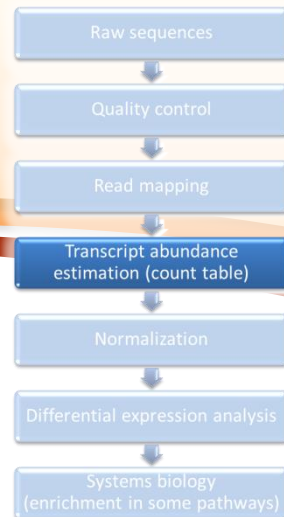 Raw sequences
Quality control
Read mapping
Transcript abundance
estimation (count table)
Normalization
Differential expression analysis
Systems biology
(enrichment in some pathways)